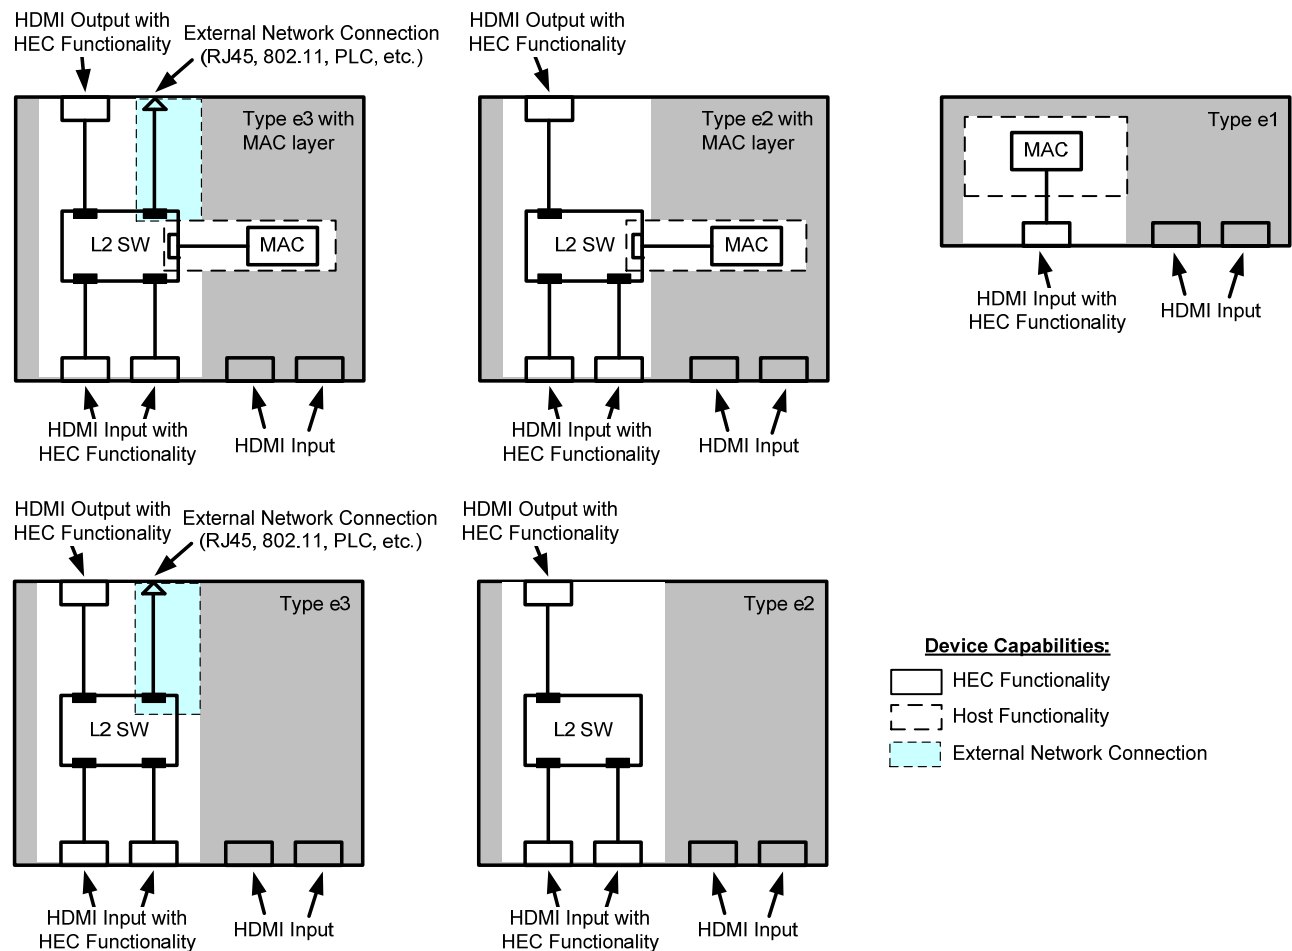 HDMI Output with
HEC Functionality
External Network Connection
(RJ45, 802.11, PLC, etc.)
Type e3 with
MAC layer
L2 SW
MAC
HDMI Input with
HEC Functionality
HDMI Input
HDMI Output with
HEC Functionality
Type e2 with
MAC layer
L2 SW
MAC
HDMI Input with
HEC Functionality
HDMI Input
Type e1
MAC
HDMI Input with
HEC Functionality
HDMI Input
HDMI Output with
HEC Functionality
External Network Connection
(RJ45, 802.11, PLC, etc.)
Type e3
L2 SW
HDMI Input with
HEC Functionality
HDMI Input
HDMI Output with
HEC Functionality
Type e2
L2 SW
HDMI Input with
HEC Functionality
HDMI Input
Device Capabilities:
HEC Functionality
Host Functionality
External Network Connection